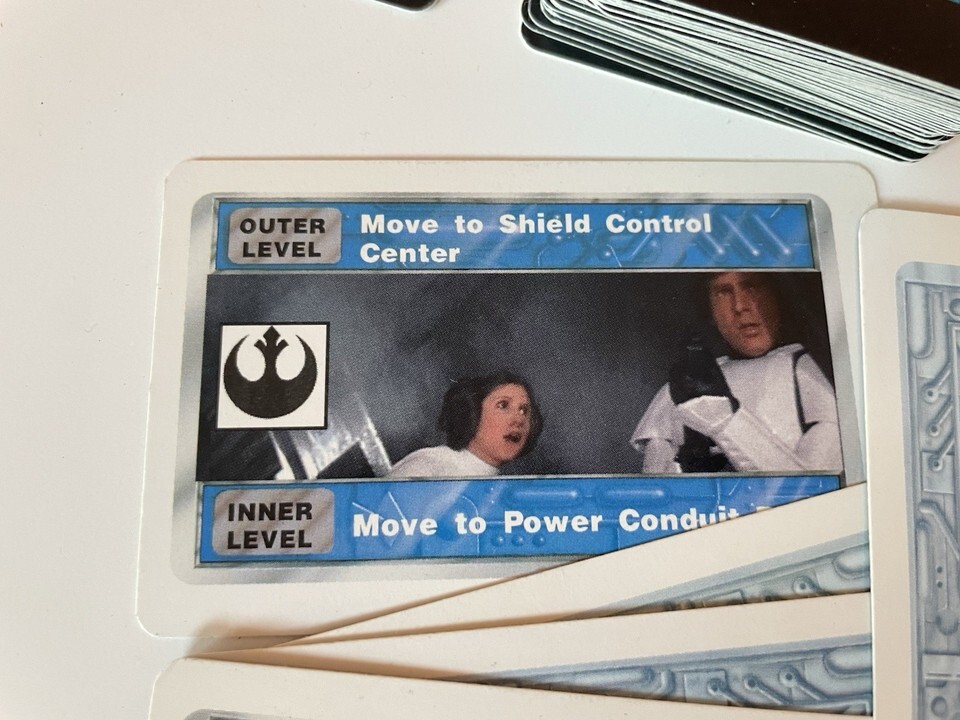 OUTER
LEVEL
Move to Shield Control
Center
INNER
LEVEL
Move to Power Conduit